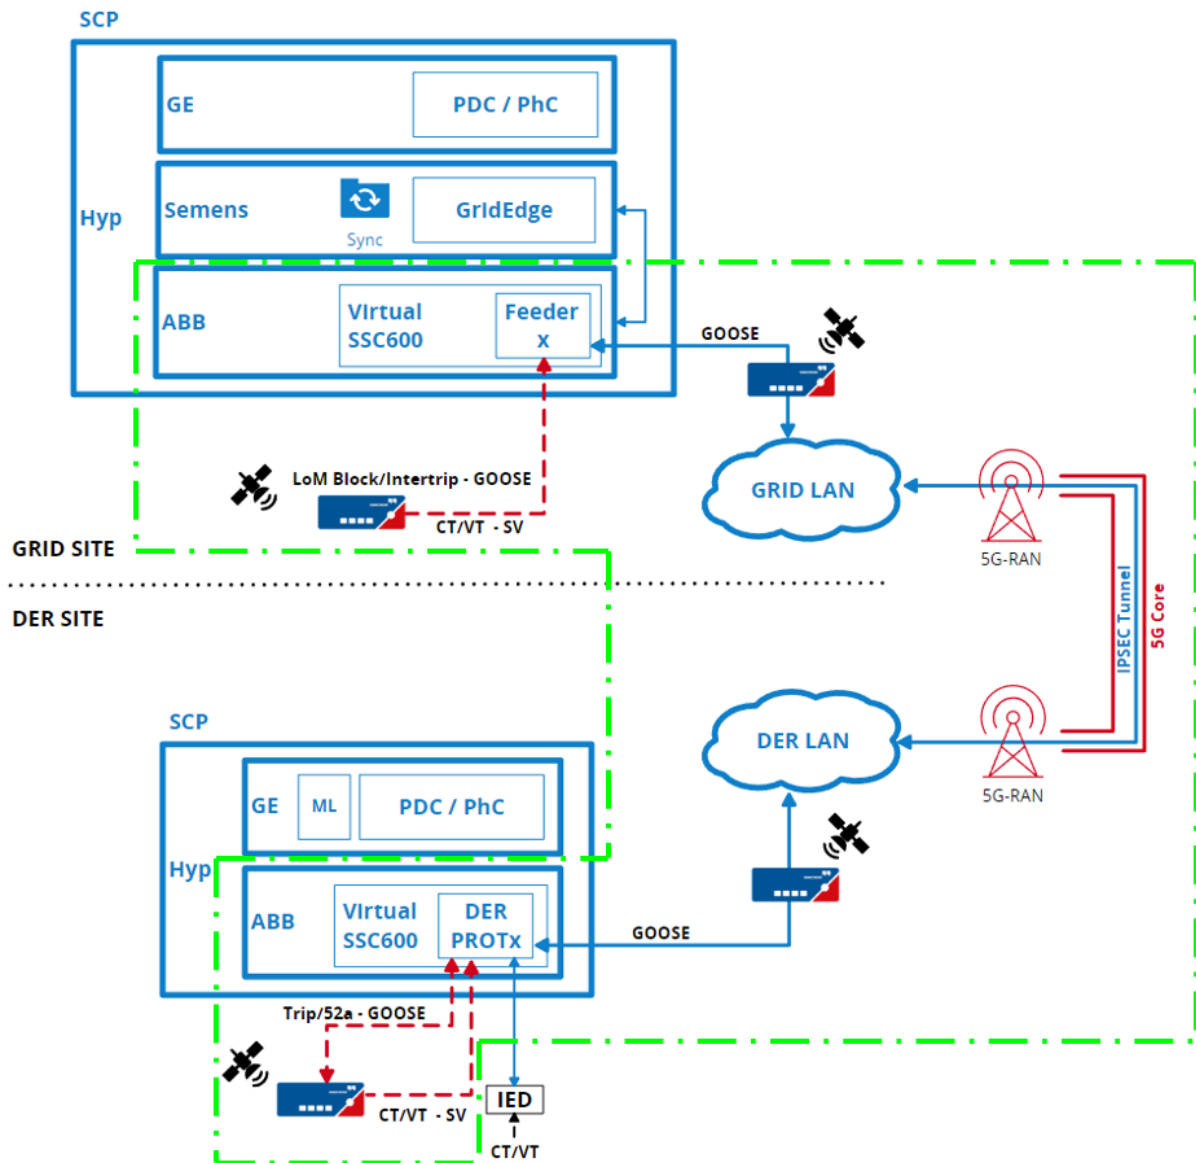 SCP
GE
PDC / PhC
Hyp
Semens
Sync
GrIdEdge
ABB
VIrtual
SSC600
Feeder
x
GOOSE
LoM Block/Intertrip - GOOSE
CT/VT - SV
GRID LAN
5G-RAN
GRID SITE
DER SITE
IPSEC Tunnel
5G Core
SCP
DER LAN
5G-RAN
GE
ML
PDC / PhC
Hyp
ABB
VIrtual
SSC600
DER
PROTx
GOOSE
Trip/52a - GOOSE
CT/VT - SV
IED
CT/VT